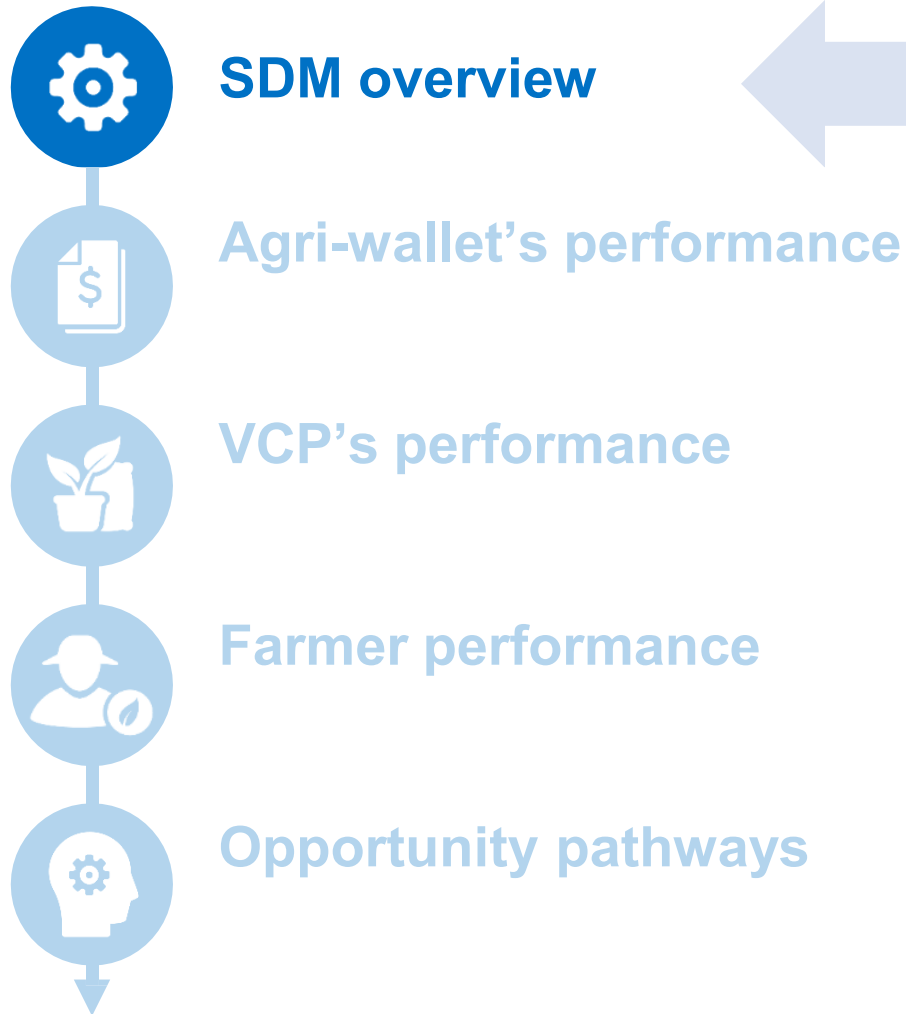 SDM overview
Agri-wallet’s performance
$
VCP’s performance
Farmer performance
Opportunity pathways